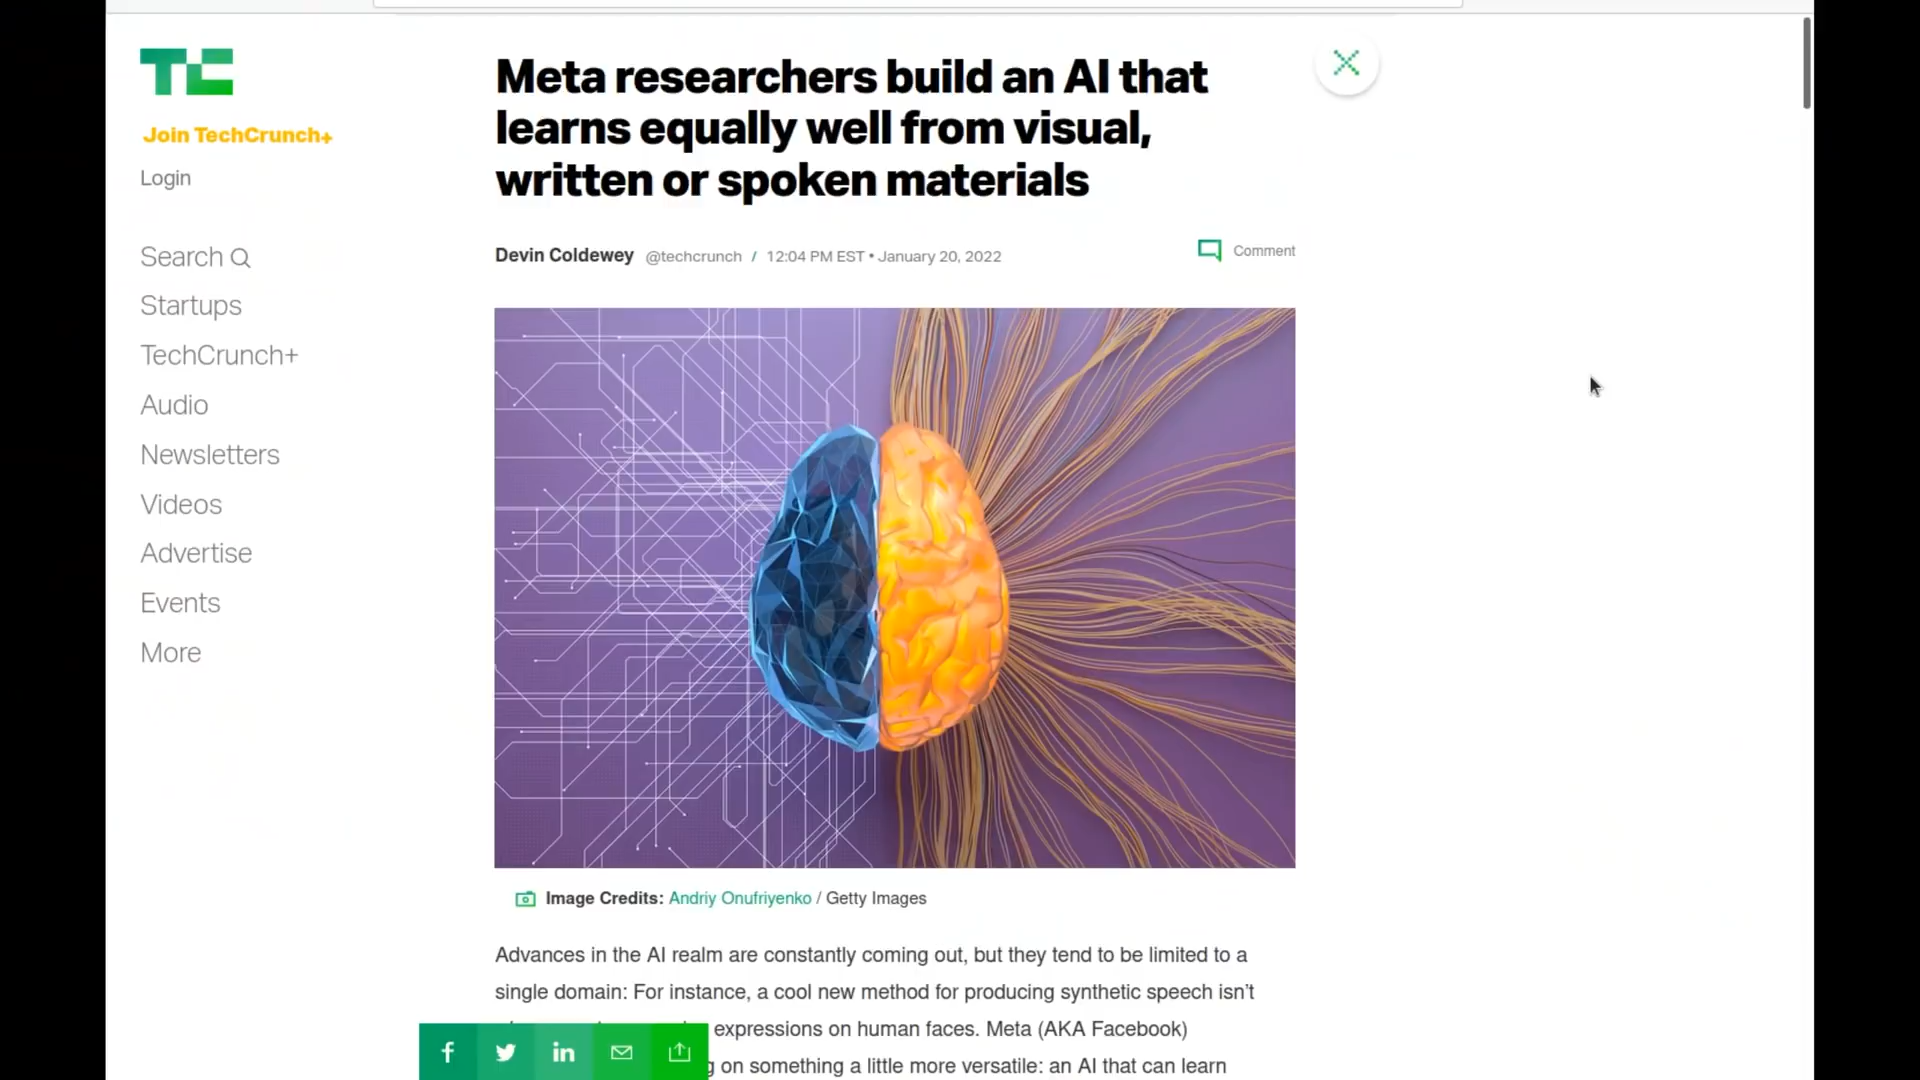 TC
Join TechCrunch+
Login
Search
Startups
TechCrunch+
Audio
Newsletters
Videos
Advertise
Events
More
Meta researchers build an AI that
learns equally well from visual,
written or spoken materials
Devin Coldewey @techcrunch / 12:04 PM EST • January 20, 2022
Comment
Image Credits: Andriy Onufriyenko / Getty Images
Advances in the AI realm are constantly coming out, but they tend to be limited to a
single domain: For instance, a cool new method for producing synthetic speech isn’t
expressions on human faces. Meta (AKA Facebook)
on something a little more versatile: an AI that can learn